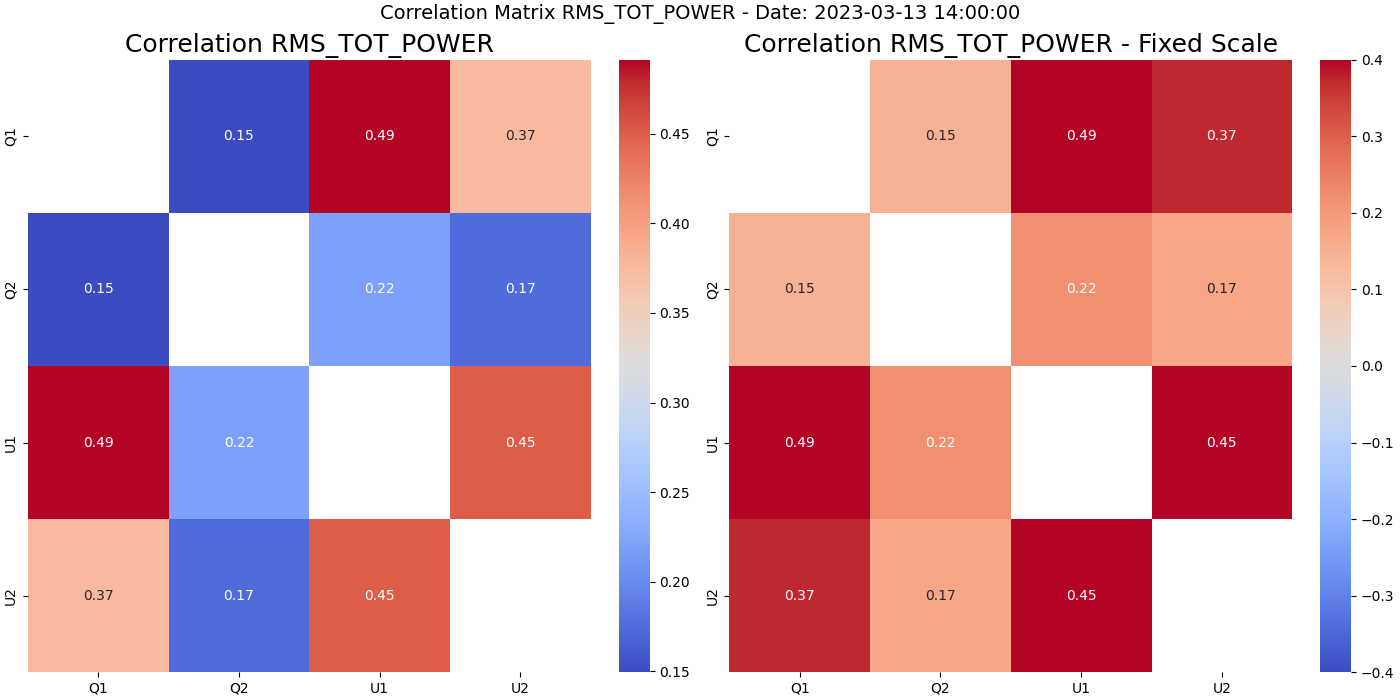 Correlation Matrix RMS_TOT_POWER - Date: 2023-03-13 14:00:00
Correlation RMS_TOT_POWER
Q1
0.15
0.49
0.37
Q2
0.15
0.22
0.17
U1
0.49
0.22
0.45
U2
0.37
0.17
0.45
Q1
Q2
U1
U2
0.45
0.40
0.35
0.30
0.25
0.20
0.15
Correlation RMS_TOT_POWER - Fixed Scale
Q1
0.15
0.49
0.37
Q2
0.15
0.22
0.17
U1
0.49
0.22
0.45
U2
0.37
0.17
0.45
Q1
Q2
U1
U2
0.4
0.3
0.2
0.1
0.0
−0.1
−0.2
−0.3
−0.4